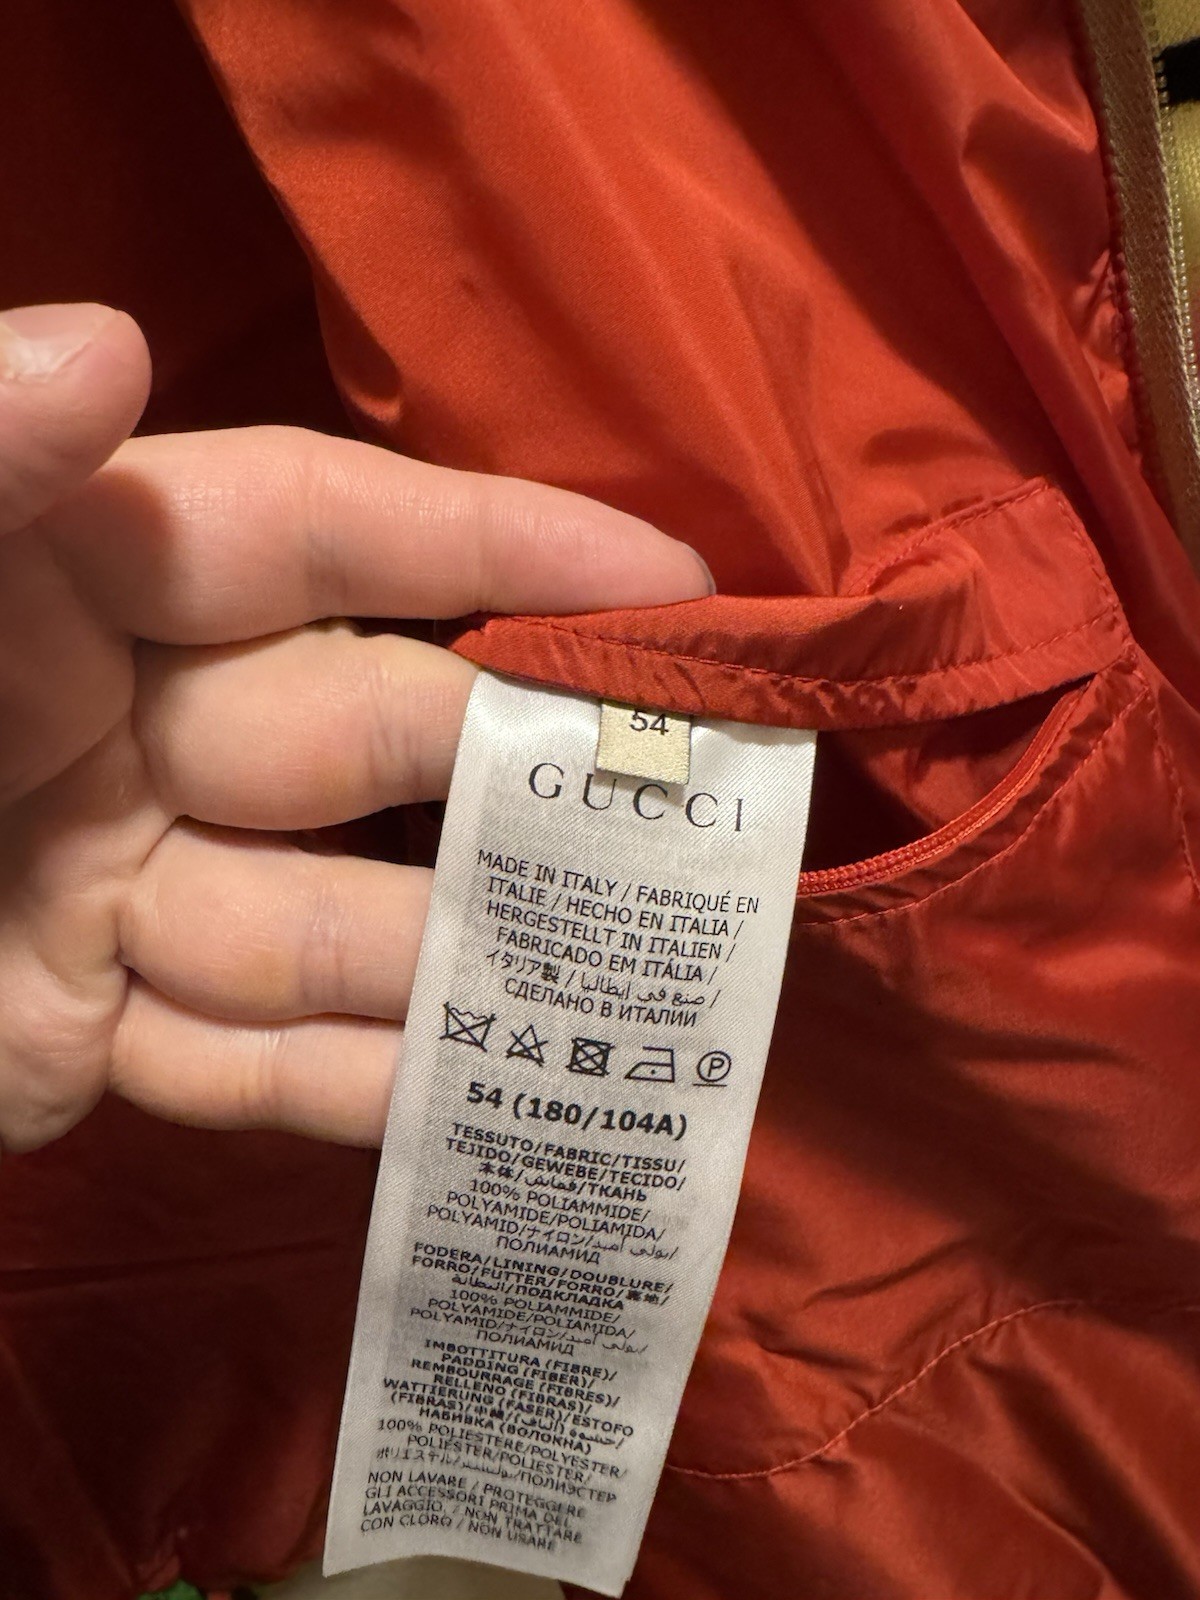 54
GUCCI
MADE IN ITALY / FABRIQUÉ EN
ITALIE / HECHO EN ITALIA /
HERGESTELLT IN ITALIEN /
FABRICADO EM ITÁLIA /
イタリア製 / صنع في ايطاليا /
СДЕЛАНО В ИТАЛИИ
P
54 (180/104A)
TESSUTO/FABRIC/TISSU/
TEJIDO/GEWEBE/TECIDO/
本体/قماش/ТКАНЬ
100% POLIAMMIDE/
POLYAMIDE/POLIAMIDA/
POLYAMID/ナイロン/بولي أميد/
ПОЛИАМИД
FODERA/LINING/DOUBLURE/
FORRO/FUTTER/FORRO/裏地/
البطانة/ПОДКЛАДКА
100% POLIAMMIDE/
POLYAMIDE/POLIAMIDA/
POLYAMID/ナイロン/بولي أميد/
ПОЛИАМИД
IMBOTTITURA (FIBRE)/
PADDING (FIBER)/
REMBOURRAGE (FIBRES)/
RELLENO (FIBRAS)/
WATTIERUNG (FASER)/ESTOFO
(FIBRAS)/中綿/حشوة (ألياف)/
НАБИВКА (ВОЛОКНА)
100% POLIESTERE/POLYESTER/
POLIÉSTER/POLIESTER/
ポリエステル/بوليستر/ПОЛИЭСТЕР
NON LAVARE / PROTEGGERE
GLI ACCESSORI PRIMA DEL
LAVAGGIO. / NON TRATTARE
CON CLORO / NON USARE